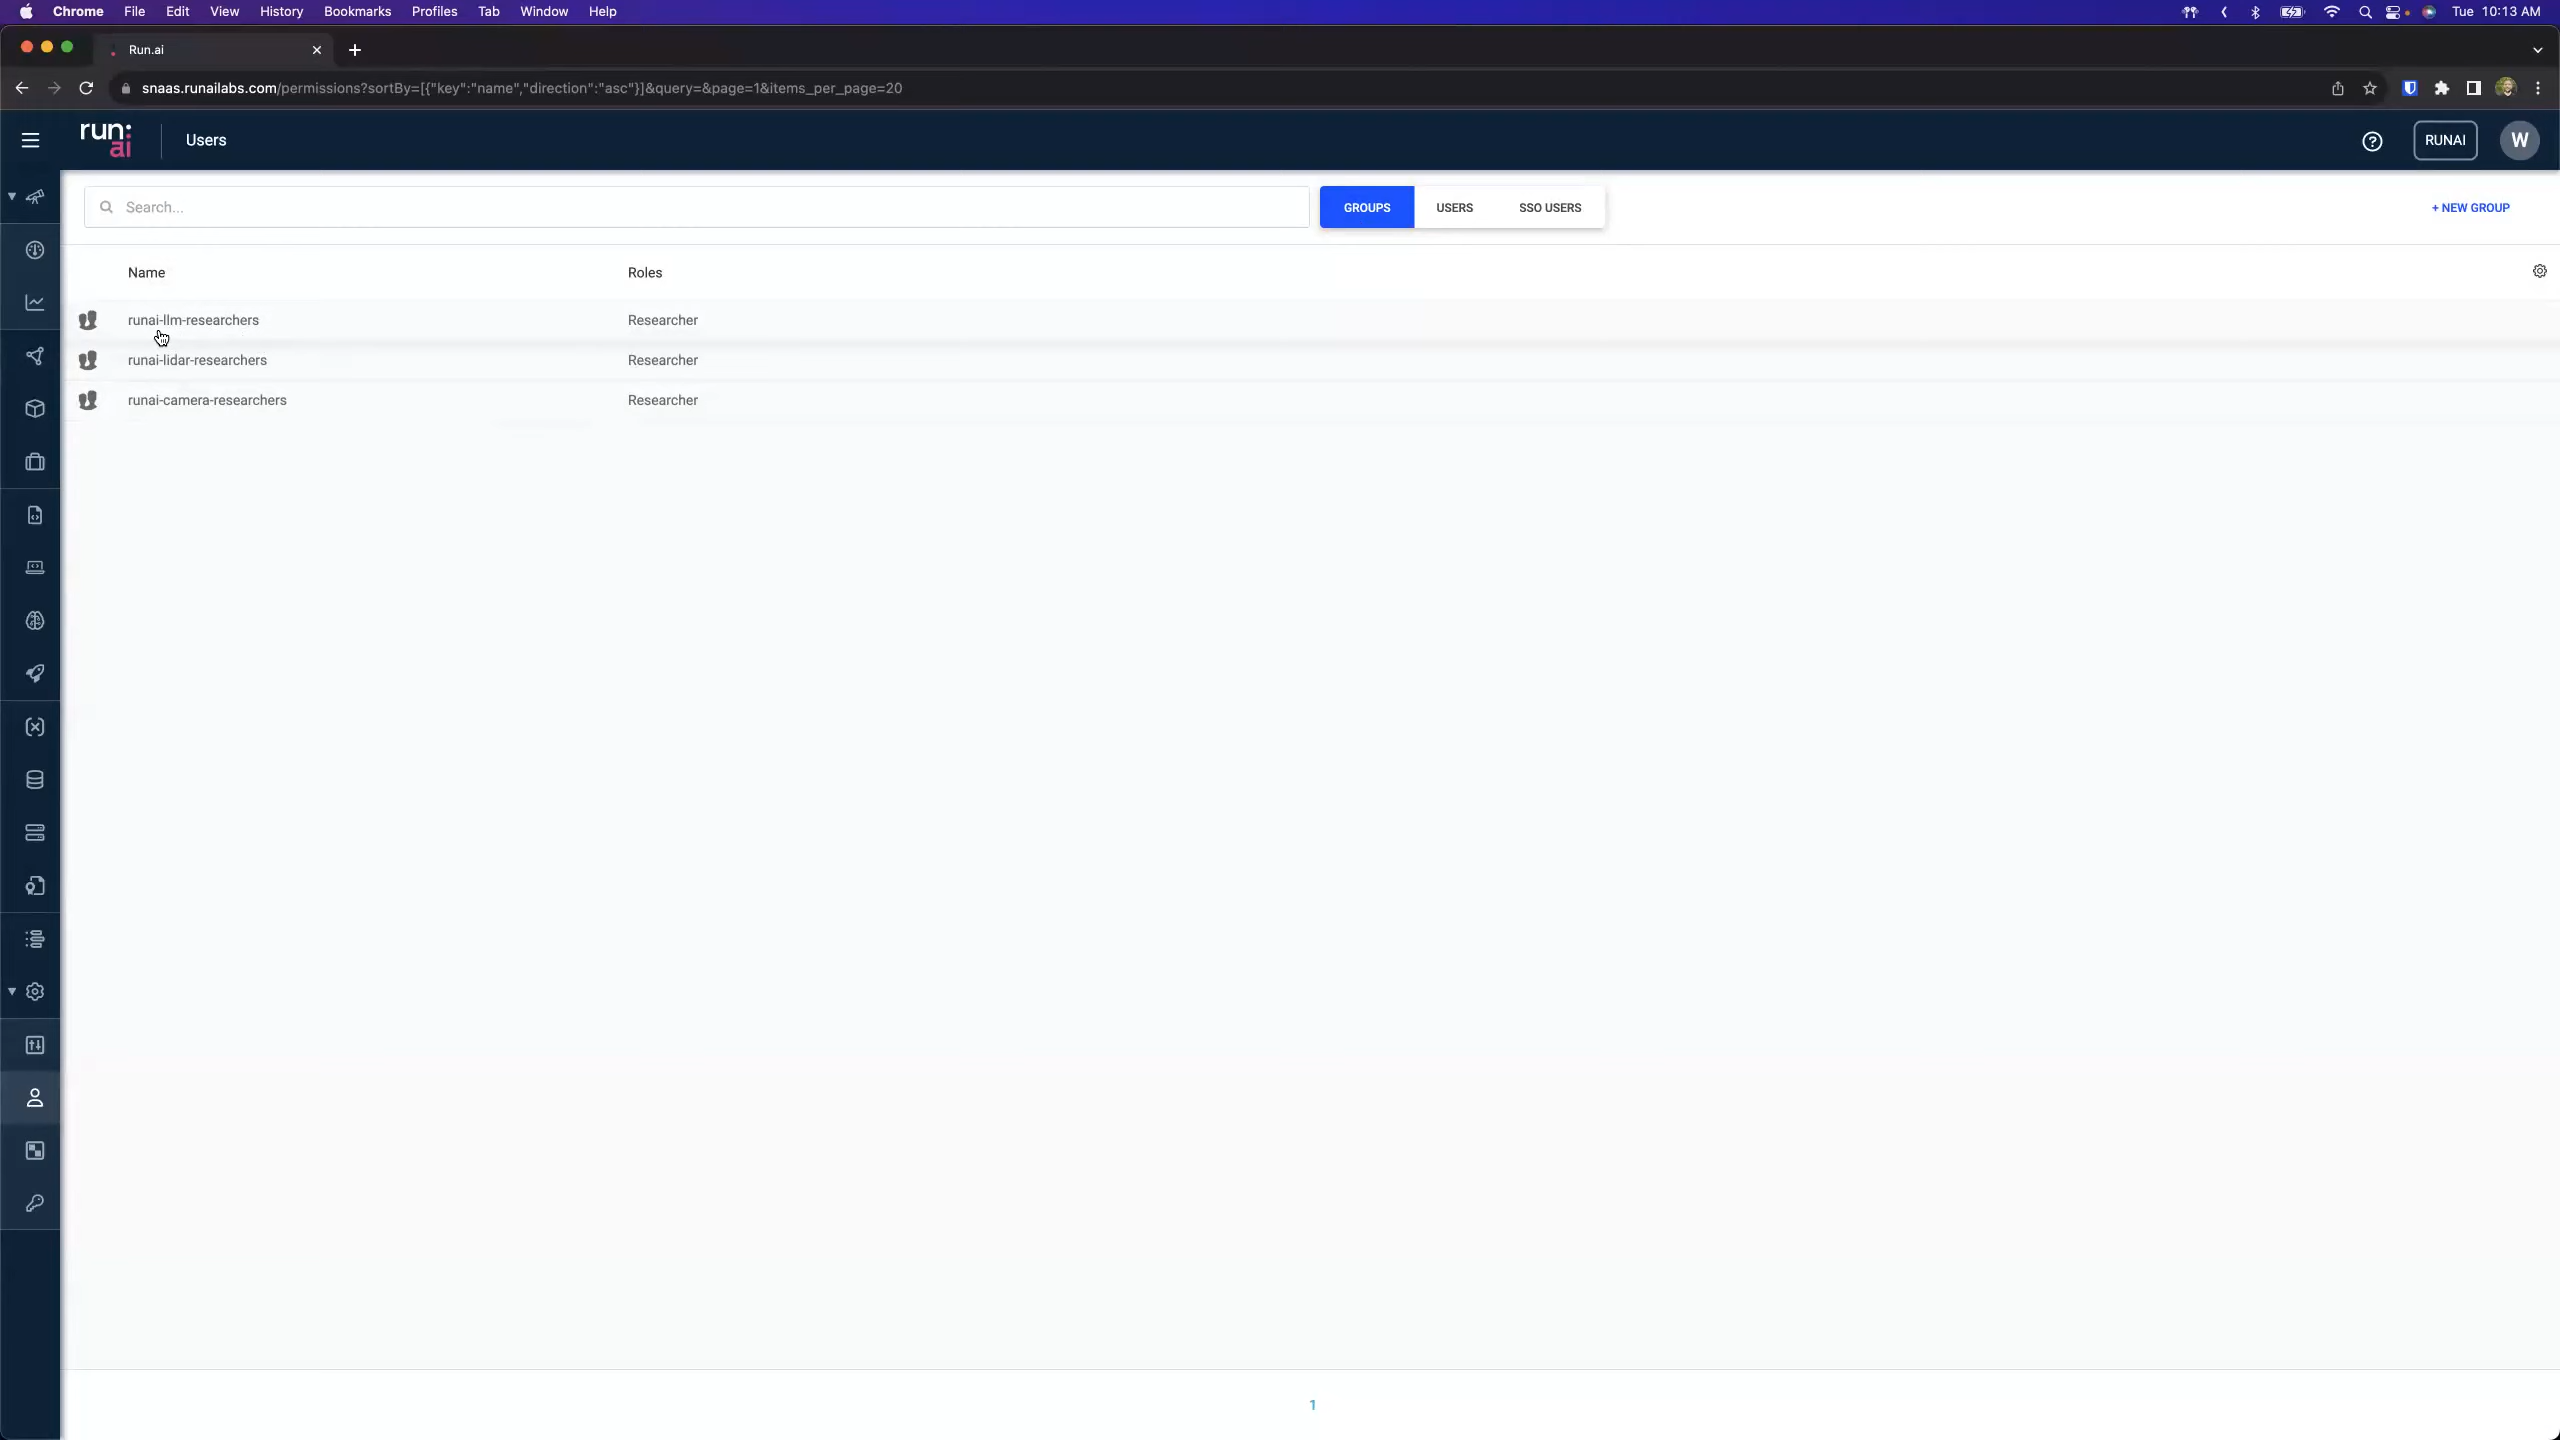 Chrome File Edit View History Bookmarks Profiles Tab Window Help Tue 10:13 AM
Run.ai
snaas.runailabs.com/permissions?sortBy=[{"key":"name","direction":"asc"}]&query=&page=1&items_per_page=20
run: ai Users RUNAI W
Search... GROUPS USERS SSO USERS + NEW GROUP
Name Roles
runai-llm-researchers Researcher
runai-lidar-researchers Researcher
runai-camera-researchers Researcher
1